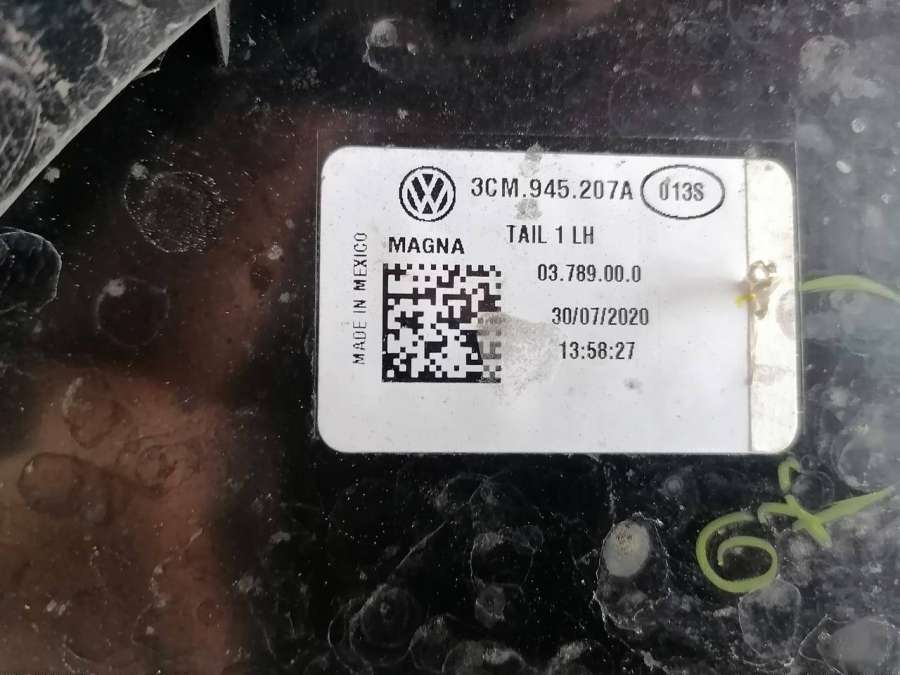 3CM.945.207A 013S
TAIL 1 LH
MAGNA
03.789.00.0
30/07/2020
13:58:27
MADE IN MEXICO